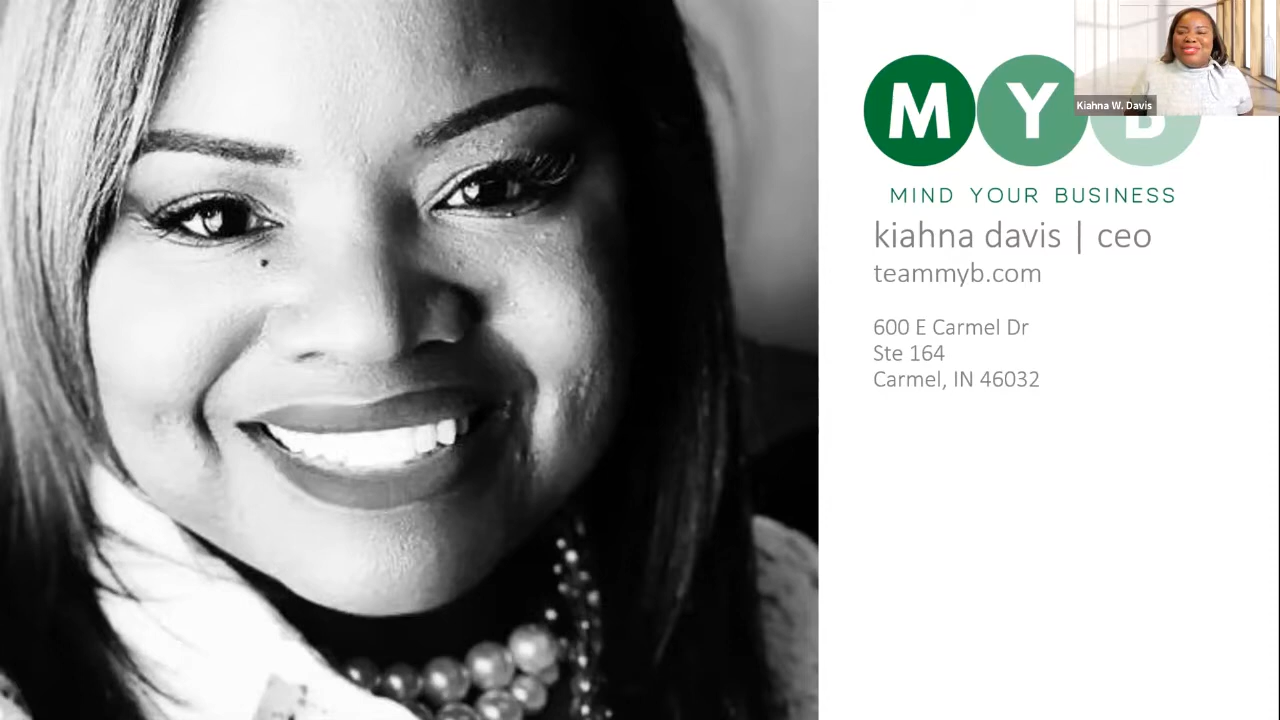 M Y B
Kiahna W. Davis
MIND YOUR BUSINESS
kiahna davis | ceo
teammyb.com
600 E Carmel Dr
Ste 164
Carmel, IN 46032